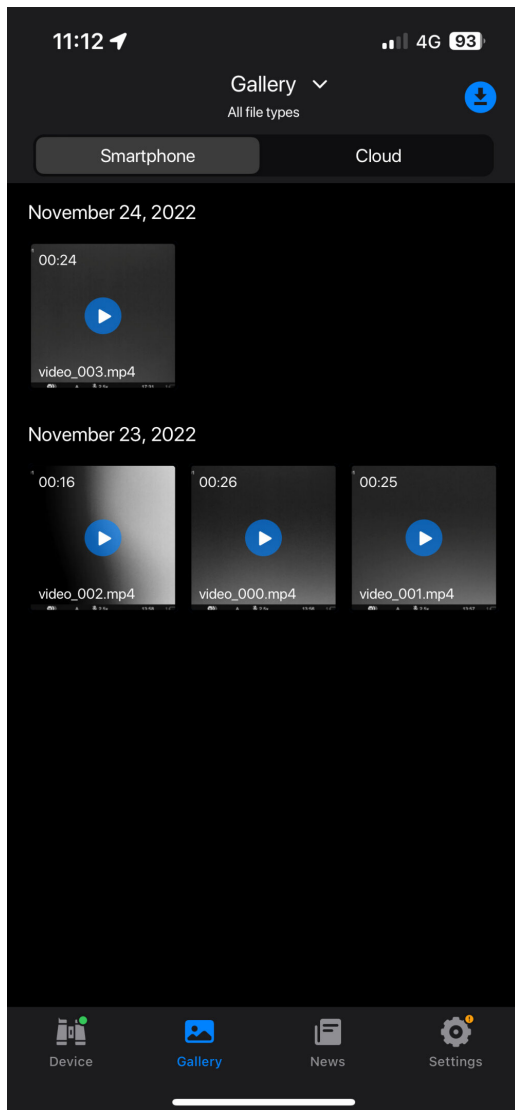 11:12
4G 93
Gallery
All file types
Smartphone Cloud
November 24, 2022
00:24
video_003.mp4
November 23, 2022
00:16 00:26 00:25
video_002.mp4 video_000.mp4 video_001.mp4
Device Gallery News Settings